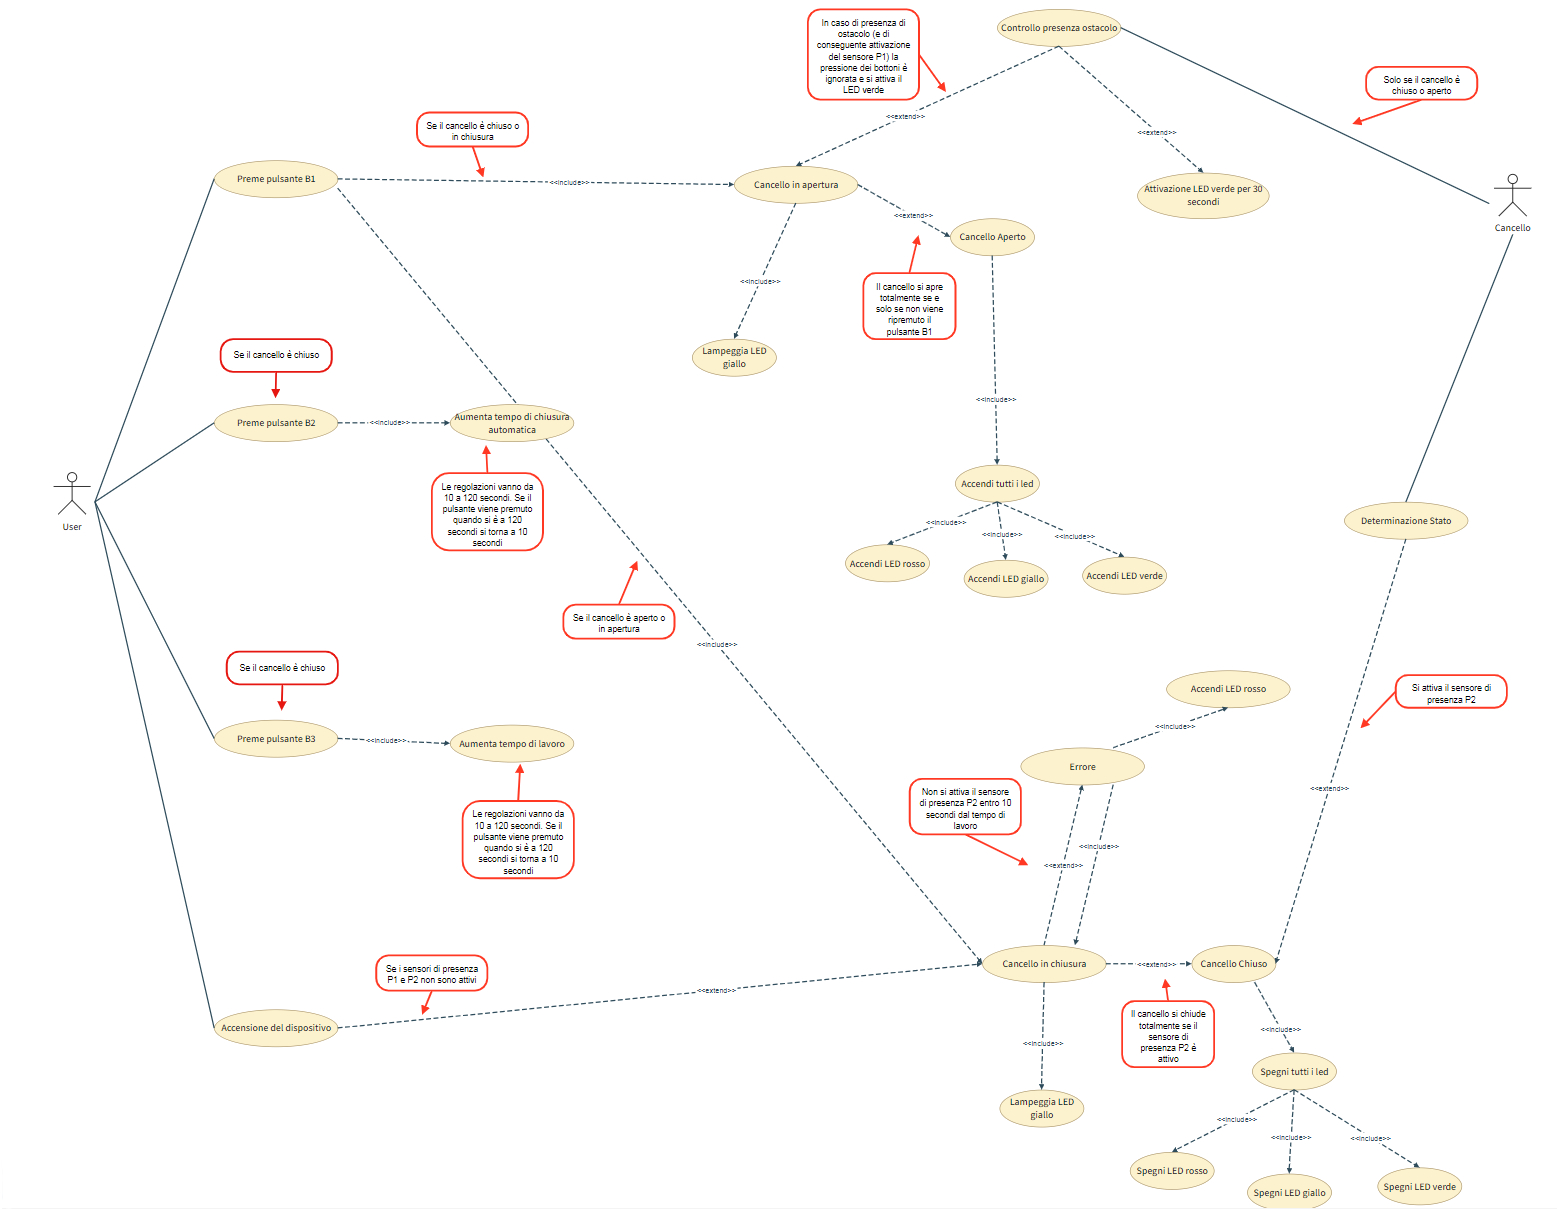 In caso di presenza di
ostacolo (e di
conseguente attivazione
del sensore P1) la
pressione dei bottoni è
ignorata e si attiva il
LED verde
Controllo presenza ostacolo
Solo se il cancello è
chiuso o aperto
<<extend>>
<<extend>>
Se il cancello è chiuso o
in chiusura
Preme pulsante B1
<<include>>
Cancello in apertura
Attivazione LED verde per 30
secondi
Cancello
<<extend>>
Cancello Aperto
<<include>>
Il cancello si apre
totalmente se e
solo se non viene
ripremuto il
pulsante B1
Lampeggia LED
giallo
Se il cancello è chiuso
<<include>>
Preme pulsante B2
<<include>>
Aumenta tempo di chiusura
automatica
Le regolazioni vanno da
10 a 120 secondi. Se il
pulsante viene premuto
quando si è a 120
secondi si torna a 10
secondi
User
Accendi tutti i led
Determinazione Stato
<<include>>
<<include>>
<<include>>
Accendi LED rosso
Accendi LED giallo
Accendi LED verde
Se il cancello è aperto o
in apertura
<<include>>
Se il cancello è chiuso
Preme pulsante B3
<<include>>
Aumenta tempo di lavoro
Le regolazioni vanno da
10 a 120 secondi. Se il
pulsante viene premuto
quando si è a 120
secondi si torna a 10
secondi
Accendi LED rosso
Si attiva il sensore di
presenza P2
<<include>>
Errore
Non si attiva il sensore
di presenza P2 entro 10
secondi dal tempo di
lavoro
<<extend>>
<<include>>
<<extend>>
Se i sensori di presenza
P1 e P2 non sono attivi
Cancello in chiusura
<<extend>>
Cancello Chiuso
<<extend>>
Accensione del dispositivo
Il cancello si chiude
totalmente se il
sensore di
presenza P2 è
attivo
<<include>>
<<include>>
Spegni tutti i led
Lampeggia LED
giallo
<<include>>
<<include>>
<<include>>
Spegni LED rosso
Spegni LED giallo
Spegni LED verde